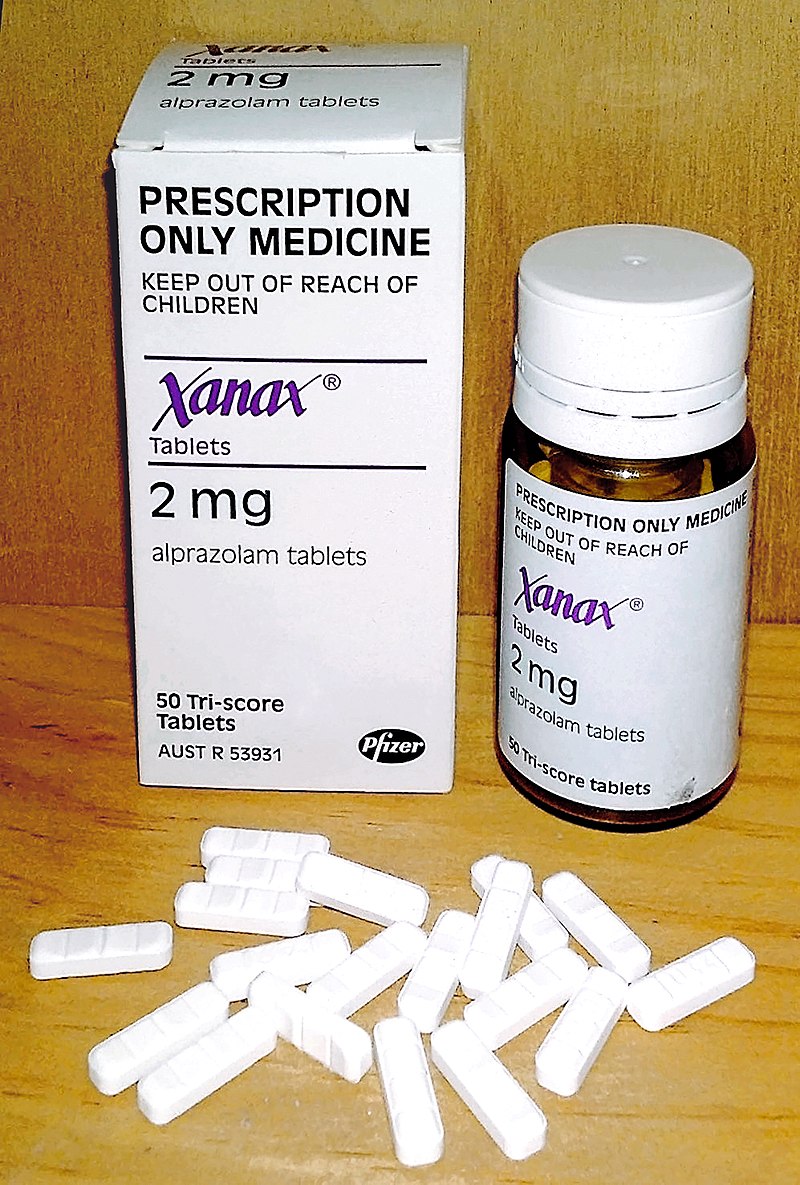 Xanax
Tablets
2 mg
alprazolam tablets
PRESCRIPTION
ONLY MEDICINE
KEEP OUT OF REACH OF
CHILDREN
Xanax®
Tablets
2 mg
alprazolam tablets
50 Tri-score
Tablets
AUST R 53931
Pfizer
PRESCRIPTION ONLY MEDICINE
KEEP OUT OF REACH OF
CHILDREN
Xanax®
Tablets
2 mg
alprazolam tablets
50 Tri-score tablets